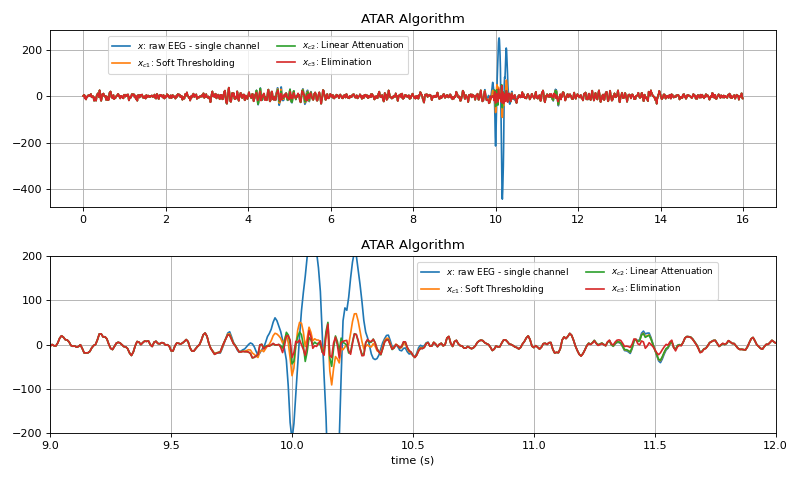 ATAR Algorithm
x: raw EEG - single channel
x_c1: Soft Thresholding
x_c2: Linear Attenuation
x_c3: Elimination
200
0
−200
−400
0 2 4 6 8 10 12 14 16
ATAR Algorithm
x: raw EEG - single channel
x_c1: Soft Thresholding
x_c2: Linear Attenuation
x_c3: Elimination
200
100
0
−100
−200
9.0 9.5 10.0 10.5 11.0 11.5 12.0
time (s)